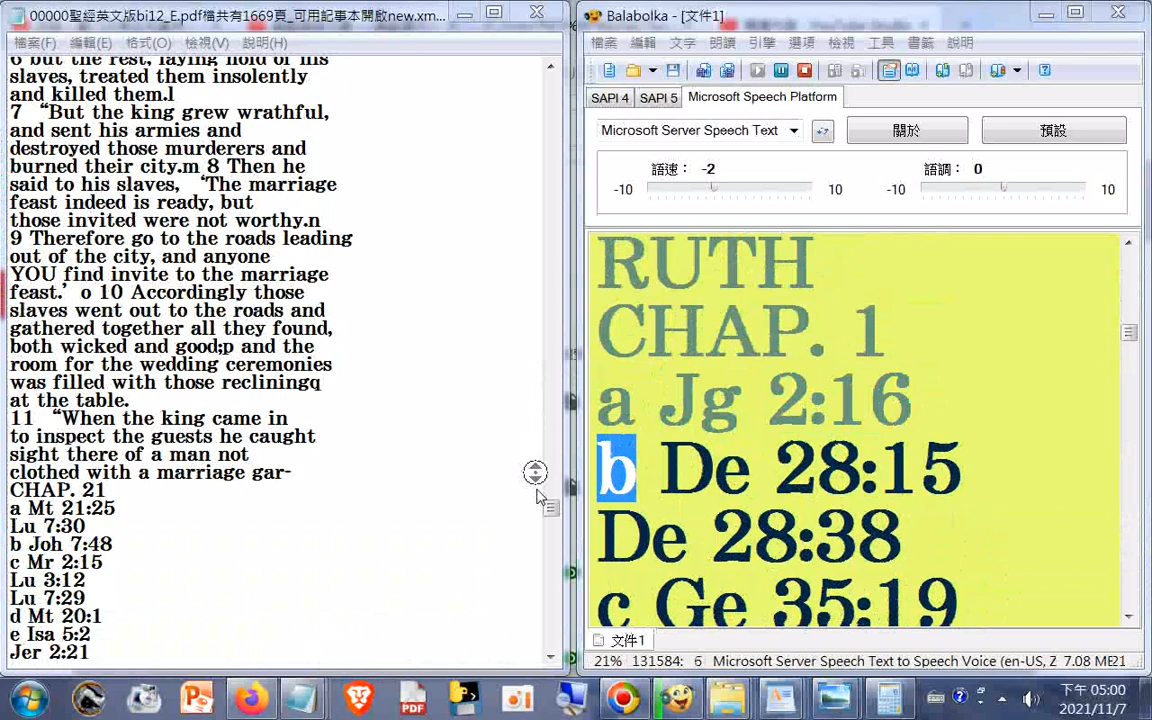 00000聖經英文版bi12_E.pdf檔共有1669頁_可用記事本開啟new.xm...
檔案(F) 編輯(E) 格式(O) 檢視(V) 說明(H)
6 but the rest, laying hold of his
slaves, treated them insolently
and killed them.l
7 “But the king grew wrathful,
and sent his armies and
destroyed those murderers and
burned their city.m 8 Then he
said to his slaves, ‘The marriage
feast indeed is ready, but
those invited were not worthy.n
9 Therefore go to the roads leading
out of the city, and anyone
YOU find invite to the marriage
feast.’ o 10 Accordingly those
slaves went out to the roads and
gathered together all they found,
both wicked and good;p and the
room for the wedding ceremonies
was filled with those recliningq
at the table.
11 “When the king came in
to inspect the guests he caught
sight there of a man not
clothed with a marriage gar-
CHAP. 21
a Mt 21:25
Lu 7:30
b Joh 7:48
c Mr 2:15
Lu 3:12
Lu 7:29
d Mt 20:1
e Isa 5:2
Jer 2:21
Balabolka - [文件1]
檔案 編輯 文字 朗讀 引擎 選項 檢視 工具 書籤 說明
SAPI 4 SAPI 5 Microsoft Speech Platform
Microsoft Server Speech Text 關於 預設
語速： -2 語調： 0
-10 10 -10 10
RUTH
CHAP. 1
a Jg 2:16
b De 28:15
De 28:38
c Ge 35:19
文件1
21% 131584: 6 Microsoft Server Speech Text to Speech Voice (en-US, Z 7.08 ME21
PDF
下午 05:00
2021/11/7